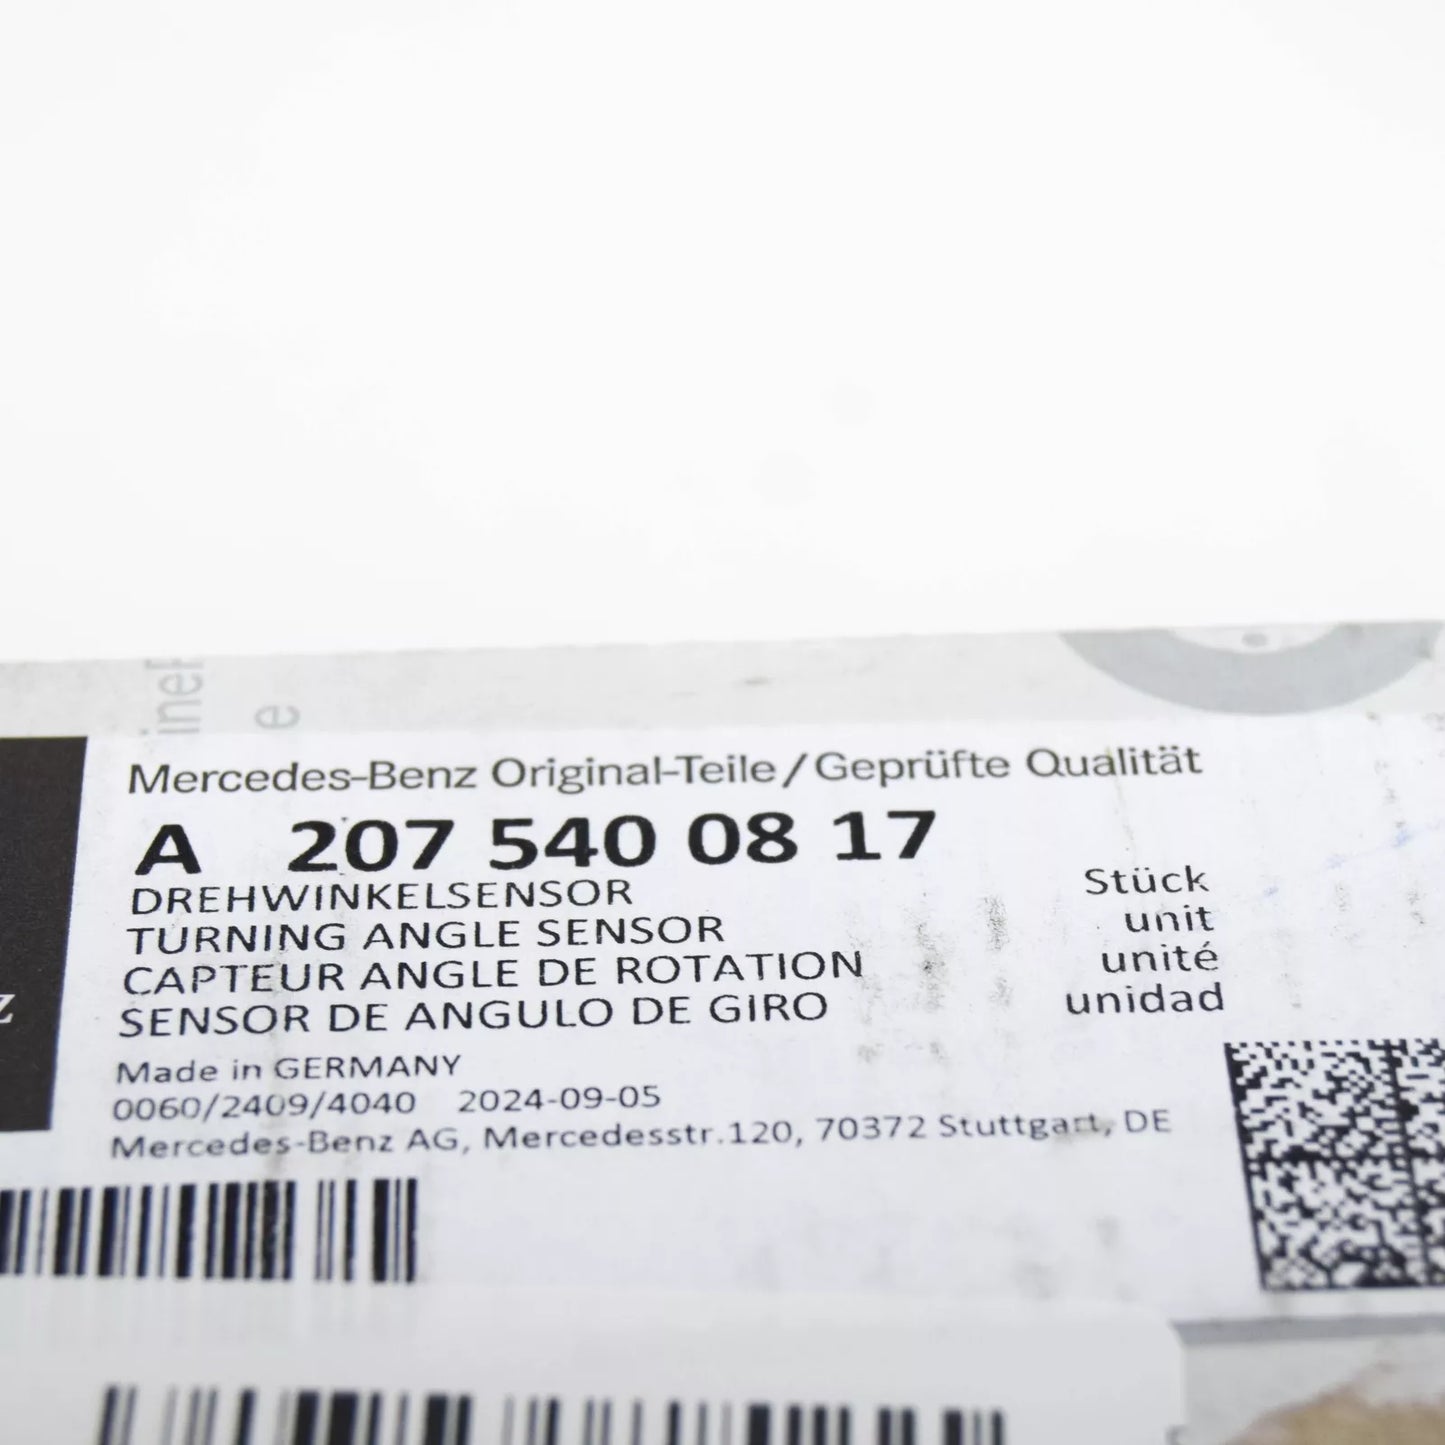 Mercedes-Benz Original-Teile/Geprüfte Qualität
A 207 540 08 17
DREHWINKELSENSOR
TURNING ANGLE SENSOR
CAPTEUR ANGLE DE ROTATION
SENSOR DE ANGULO DE GIRO
Stück
unit
unité
unidad
Made in GERMANY
0060/2409/4040 2024-09-05
Mercedes-Benz AG, Mercedesstr.120, 70372 Stuttgart, DE